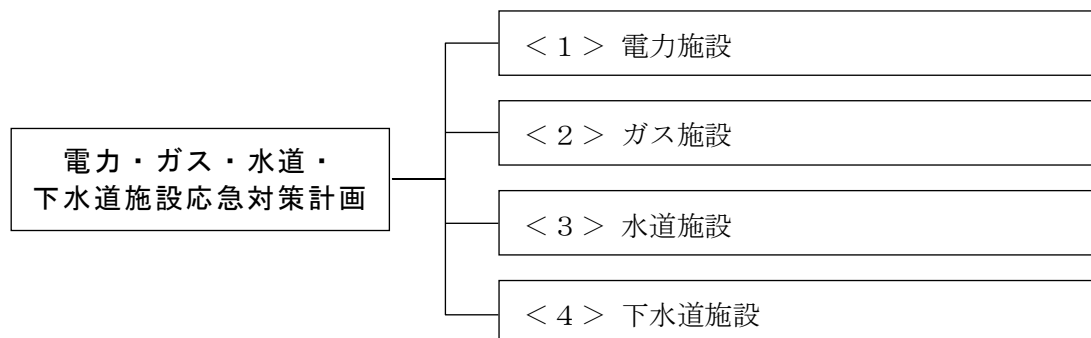 電力・ガス・水道・
下水道施設応急対策計画
＜１＞ 電力施設
＜２＞ ガス施設
＜３＞ 水道施設
＜４＞ 下水道施設